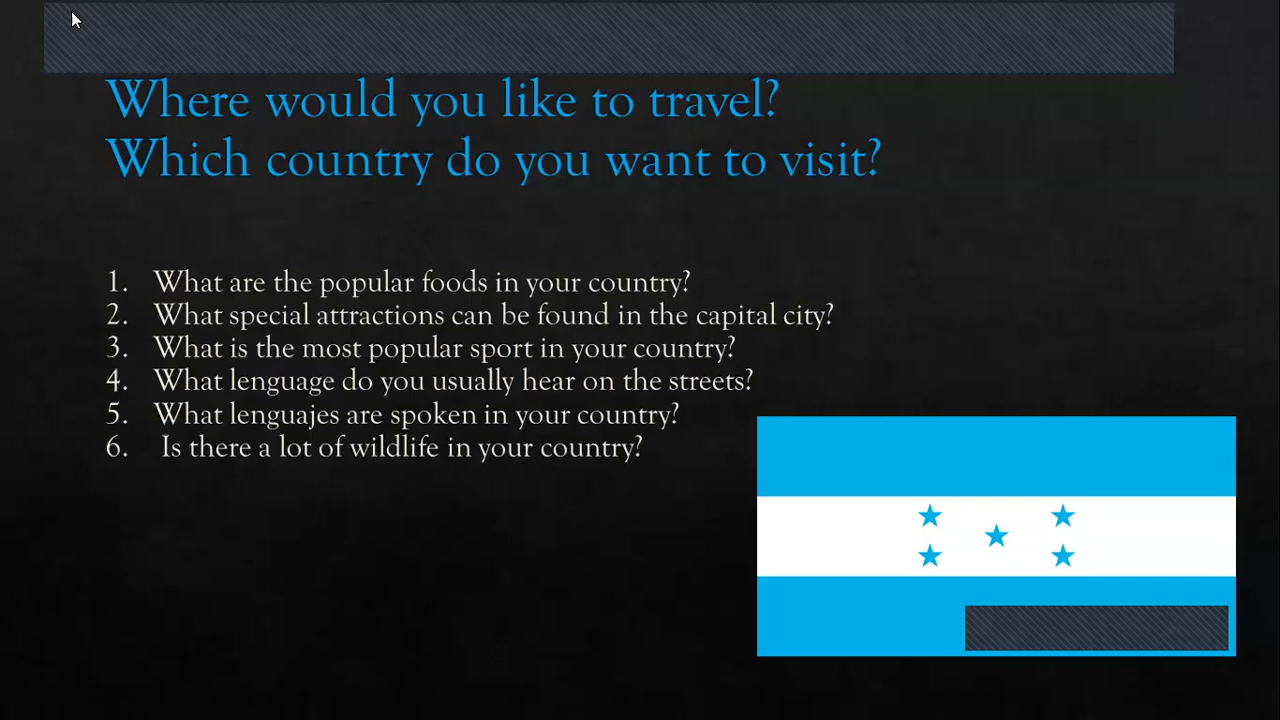 Where would you like to travel?
Which country do you want to visit?
1. What are the popular foods in your country?
2. What special attractions can be found in the capital city?
3. What is the most popular sport in your country?
4. What lenguage do you usually hear on the streets?
5. What lenguajes are spoken in your country?
6. Is there a lot of wildlife in your country?